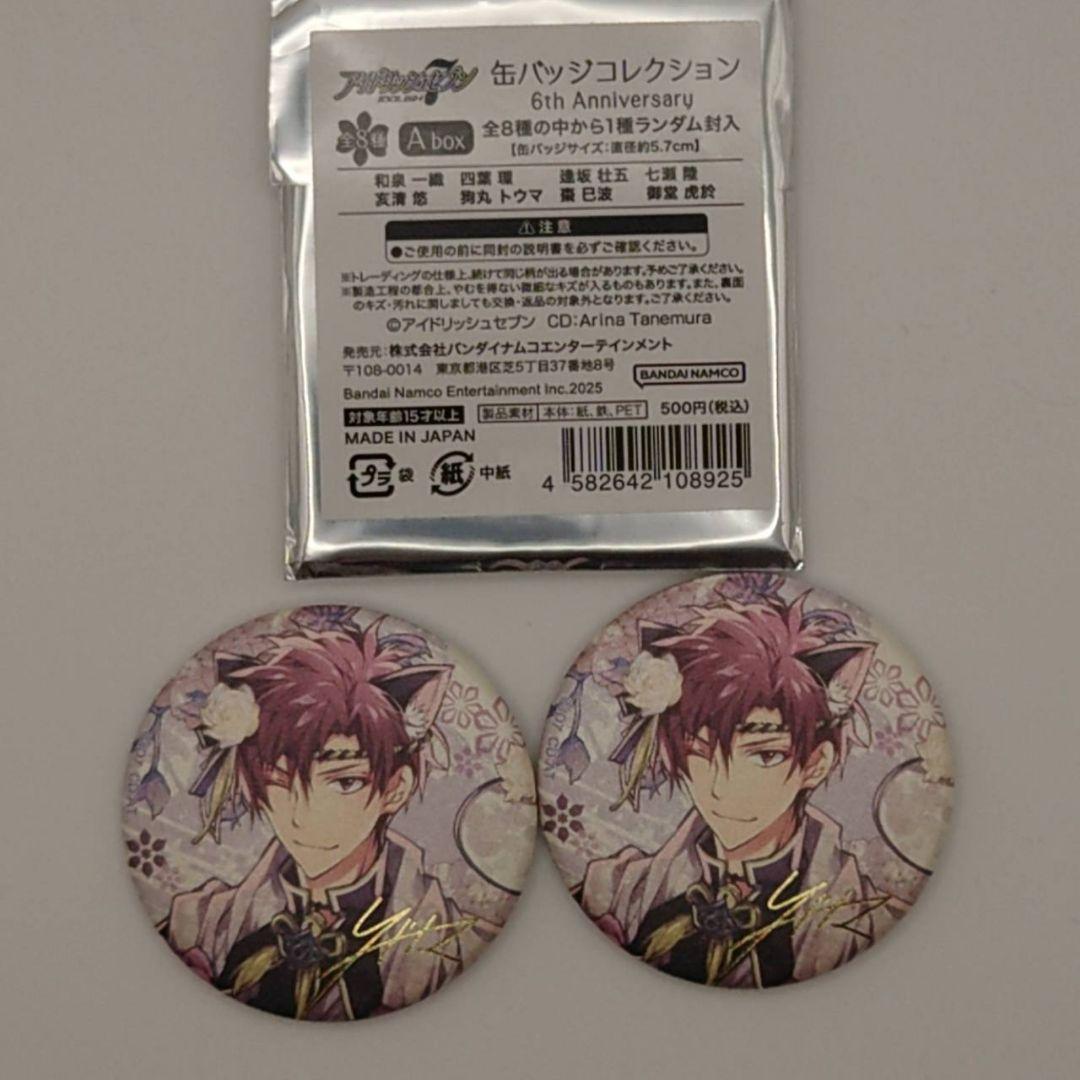 アイドリッシュセブン
IDOLiSH7
缶バッジコレクション
6th Anniversary
全8種
A box
全8種の中から1種ランダム封入
【缶バッジサイズ:直径約5.7cm】
和泉 一織 四葉 環 逢坂 壮五 七瀬 陸
亥清 悠 狗丸 トウマ 棗 巳波 御堂 虎於
⚠注意
●ご使用の前に同封の説明書を必ずご確認ください。
※トレーディングの仕様上、続けて同じ柄が出る場合があります。予めご了承ください。
※製造工程の都合上、やむを得ない微細なキズが入るものもあります。また、裏面
のキズ・汚れに関しましても交換・返品の対象外となります。ご了承ください。
©アイドリッシュセブン CD:Arina Tanemura
発売元:株式会社バンダイナムコエンターテインメント
〒108-0014 東京都港区芝5丁目37番地8号
BANDAI NAMCO
Bandai Namco Entertainment Inc.2025
対象年齢15才以上 製品素材 本体:紙、鉄、PET 500円(税込)
MADE IN JAPAN
プラ 袋 紙 中紙
4 582642 108925